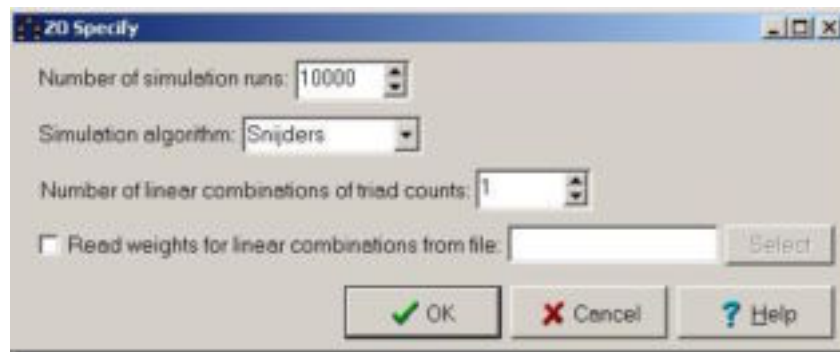 ZO Specify
Number of simulation runs: 10000
Simulation algorithm: Snijders
Number of linear combinations of triad counts: 1
Read weights for linear combinations from file: Select
OK Cancel ? Help